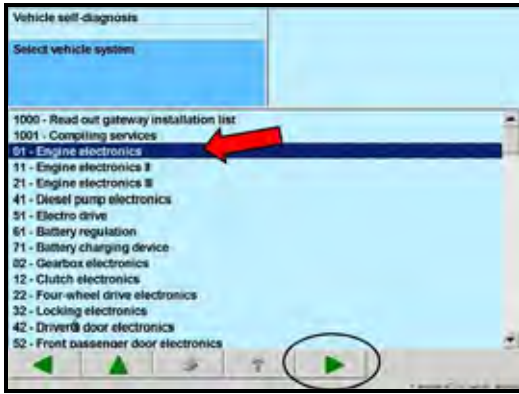 Vehicle self-diagnosis
Select vehicle system
1000 - Read out gateway installation list
1001 - Compiling services
01 - Engine electronics
11 - Engine electronics II
21 - Engine electronics III
41 - Diesel pump electronics
51 - Electro drive
61 - Battery regulation
71 - Battery charging device
02 - Gearbox electronics
12 - Clutch electronics
22 - Four-wheel drive electronics
32 - Locking electronics
42 - door electronics
52 - Front passenger door electronics